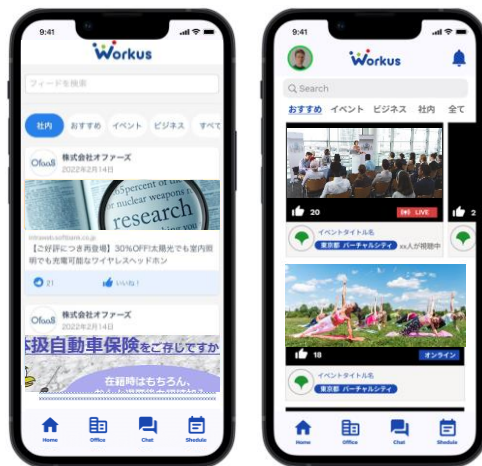 9:41
Workus
フィードを検索
社内 おすすめ イベント ビジネス すべて
Ofaa8 株式会社オファーズ
2022年2月14日
65percent of
nuclear weapons
research
【ご好評につき再登場】30%OFF!太陽光でも室内照
明でも充電可能なワイヤレスヘッドホン
21 いいね!
Ofaa8 株式会社オファーズ
2022年2月14日
扱自動車保険をご存じですか
在籍時はもちろん、
Home Office Chat Shedule
9:41
Workus
Search
おすすめ イベント ビジネス 社内 全て
20 LIVE 2
イベントタイトル名
東京都 バーチャルシティ xx人が視聴中
18 オンライン
イベントタイトル名
東京都 バーチャルシティ
Home Office Chat Shedule